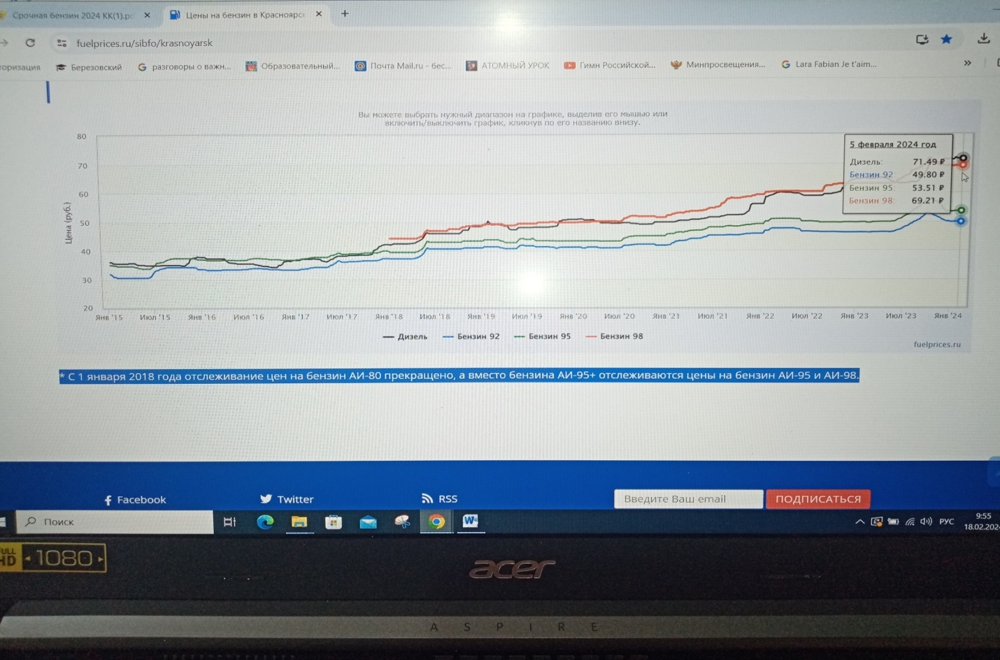 Срочная бензин 2024 КК(1).pd
Цены на бензин в Красноярск
fuelprices.ru/sibfo/krasnoyarsk
торизация
Березовский
разговоры о важн...
Образовательный...
Почта Mail.ru - бес...
АТОМНЫЙ УРОК
Гимн Российской...
Минпросвещения...
Lara Fabian Je t'aim...
Вы можете выбрать нужный диапазон на графике, выделив его мышью или
включить/выключить график, кликнув по его названию внизу.
Цена (руб.)
80
70
60
50
40
30
20
5 февраля 2024 год
Дизель: 71.49 ₽
Бензин 92: 49.80 ₽
Бензин 95: 53.51 ₽
Бензин 98: 69.21 ₽
Янв '15 Июл '15 Янв '16 Июл '16 Янв '17 Июл '17 Янв '18 Июл '18 Янв '19 Июл '19 Янв '20 Июл '20 Янв '21 Июл '21 Янв '22 Июл '22 Янв '23 Июл '23 Янв '24
Дизель Бензин 92 Бензин 95 Бензин 98
fuelprices.ru
* С 1 января 2018 года отслеживание цен на бензин АИ-80 прекращено, а вместо бензина АИ-95+ отслеживаются цены на бензин АИ-95 и АИ-98.
Facebook
Twitter
RSS
Введите Ваш email
ПОДПИСАТЬСЯ
Поиск
РУС
9:55
18.02.202
FULL
HD
1080
acer
ASPIRE